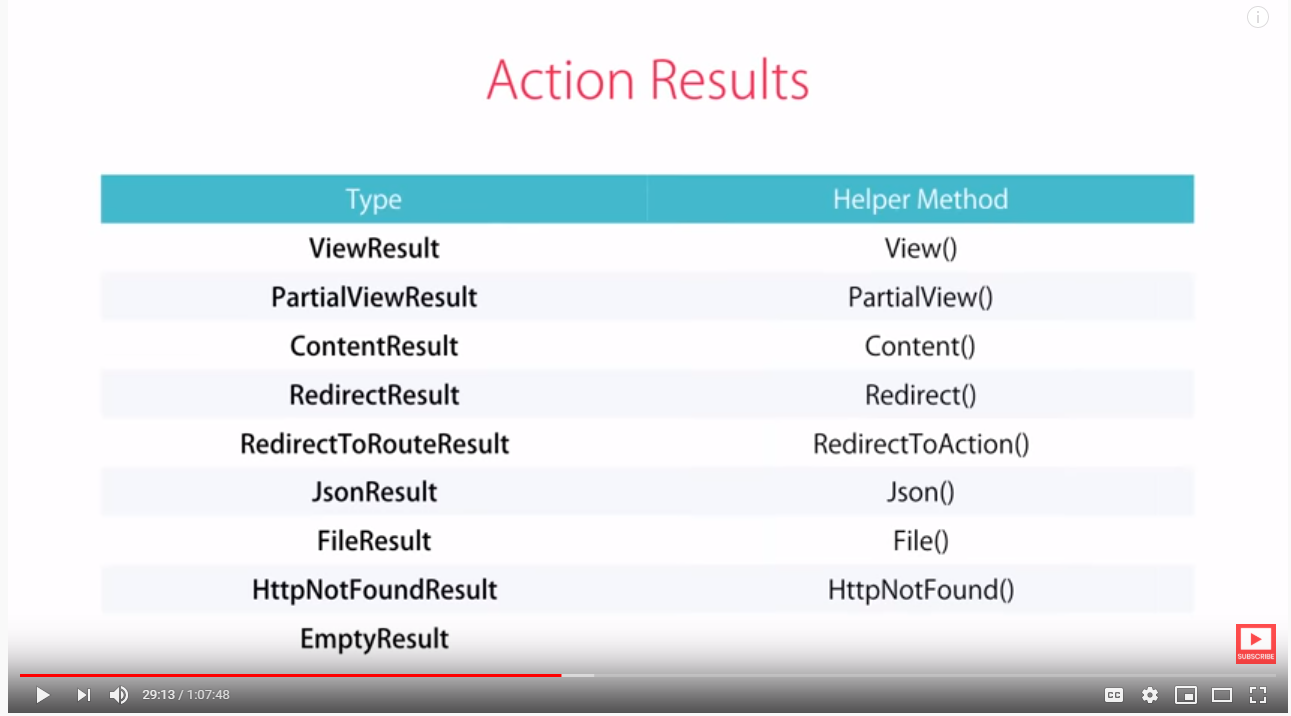 Action Results
Type Helper Method
ViewResult View()
PartialViewResult PartialView()
ContentResult Content()
RedirectResult Redirect()
RedirectToRouteResult RedirectToAction()
JsonResult Json()
FileResult File()
HttpNotFoundResult HttpNotFound()
EmptyResult
SUBSCRIBE
29:13 / 1:07:48 CC